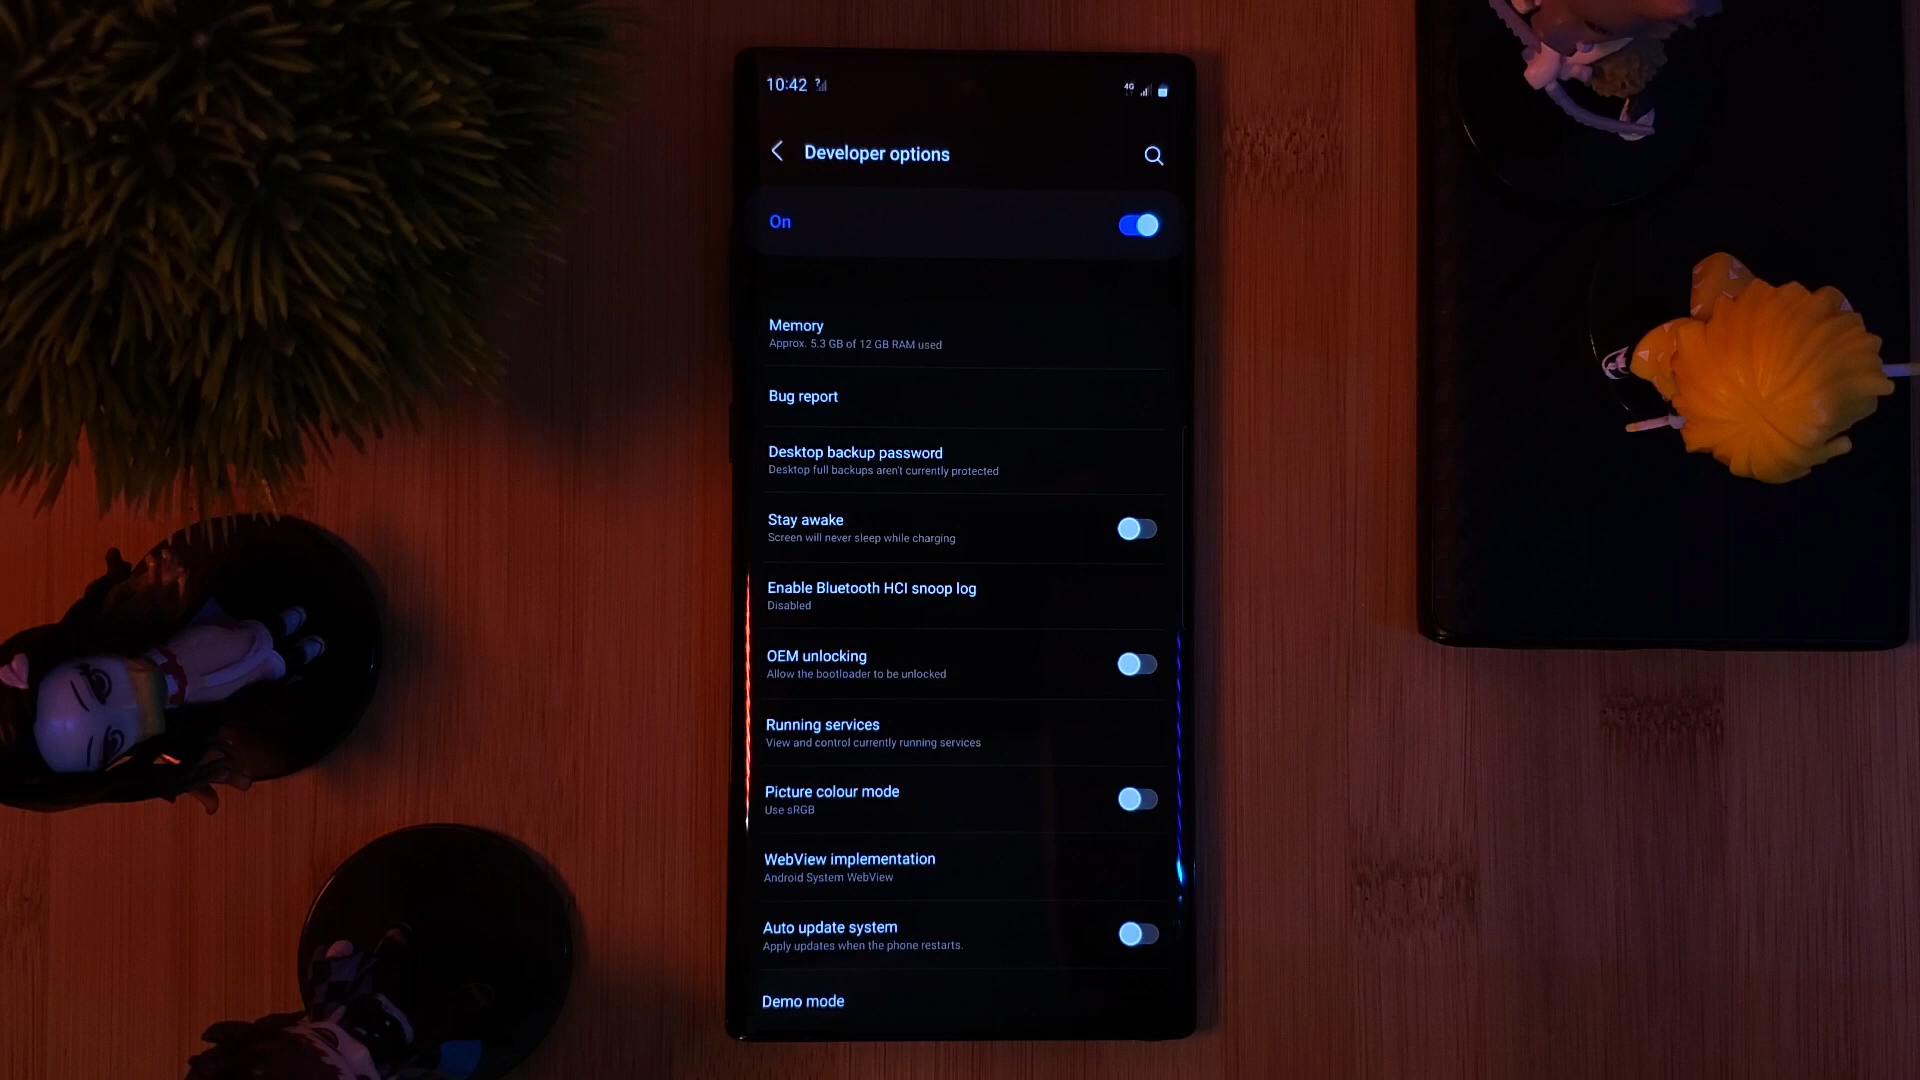 10:42
4G
Developer options
On
Memory
Approx. 5.3 GB of 12 GB RAM used
Bug report
Desktop backup password
Desktop full backups aren't currently protected
Stay awake
Screen will never sleep while charging
Enable Bluetooth HCI snoop log
Disabled
OEM unlocking
Allow the bootloader to be unlocked
Running services
View and control currently running services
Picture colour mode
Use sRGB
WebView implementation
Android System WebView
Auto update system
Apply updates when the phone restarts.
Demo mode